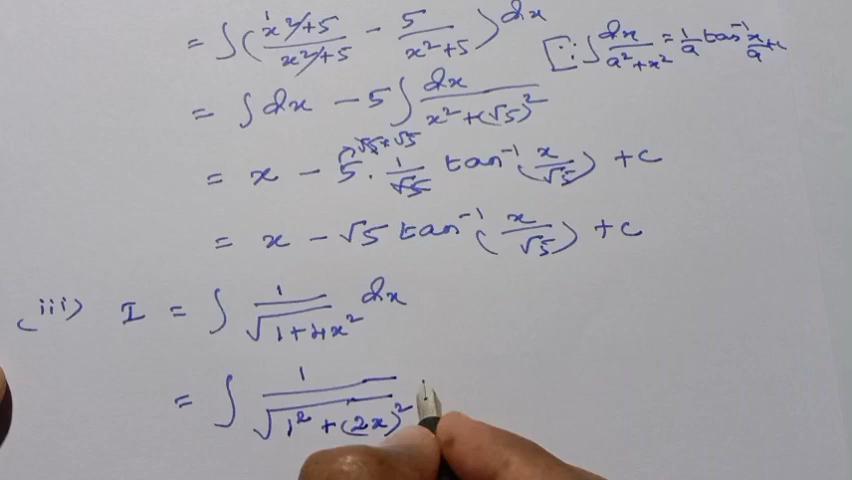 = ∫ (x²+5/x²+5 − 5/x²+5) dx
[∵ ∫ dx/a²+x² = 1/a tan⁻¹ x/a + c
= ∫ dx − 5 ∫ dx/x²+(√5)²
= x − 5 · 1/√5 tan⁻¹ (x/√5) + c
√5 × √5
= x − √5 tan⁻¹ (x/√5) + c
(iii) I = ∫ 1/√1+4x² dx
= ∫ 1/√1²+(2x)²